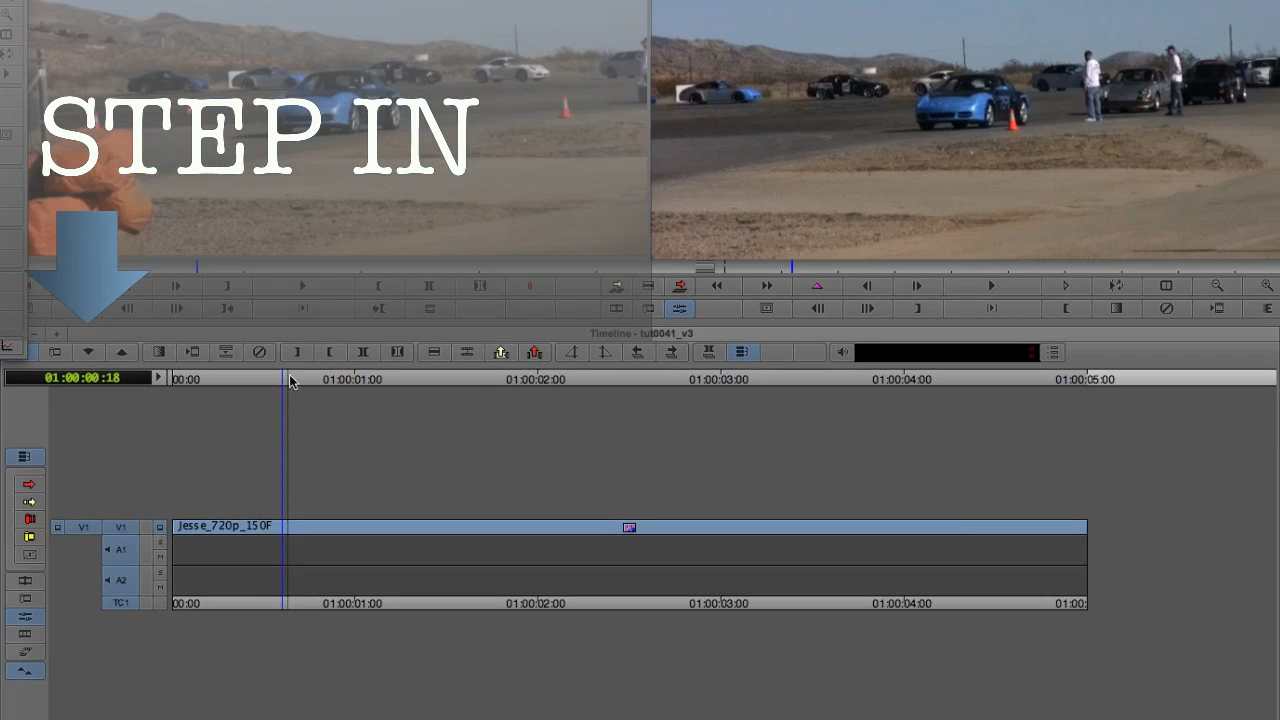 STEP IN
Timeline - tut0041_v3
01:00:00:18
00:00 01:00:01:00 01:00:02:00 01:00:03:00 01:00:04:00 01:00:05:00
V1 V1 Jesse_720p_150F
A1 S M
A2 S M
TC1 00:00 01:00:01:00 01:00:02:00 01:00:03:00 01:00:04:00 01:00: